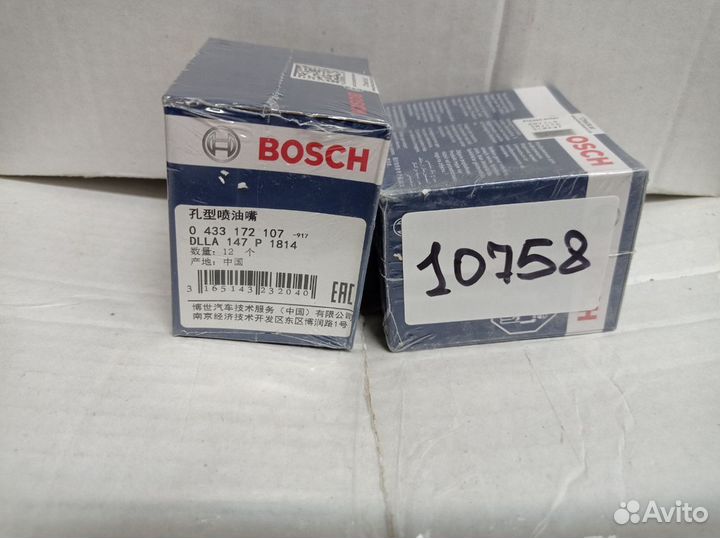 BOSCH
孔型喷油嘴
0 433 172 107 -917
DLLA 147 P 1814
数量: 12 个
产地: 中国
3 165143 232040
EAC
博世汽车技术服务（中国）有限公司
南京经济技术开发区东区博润路1号
BOSCH
10758
Avito